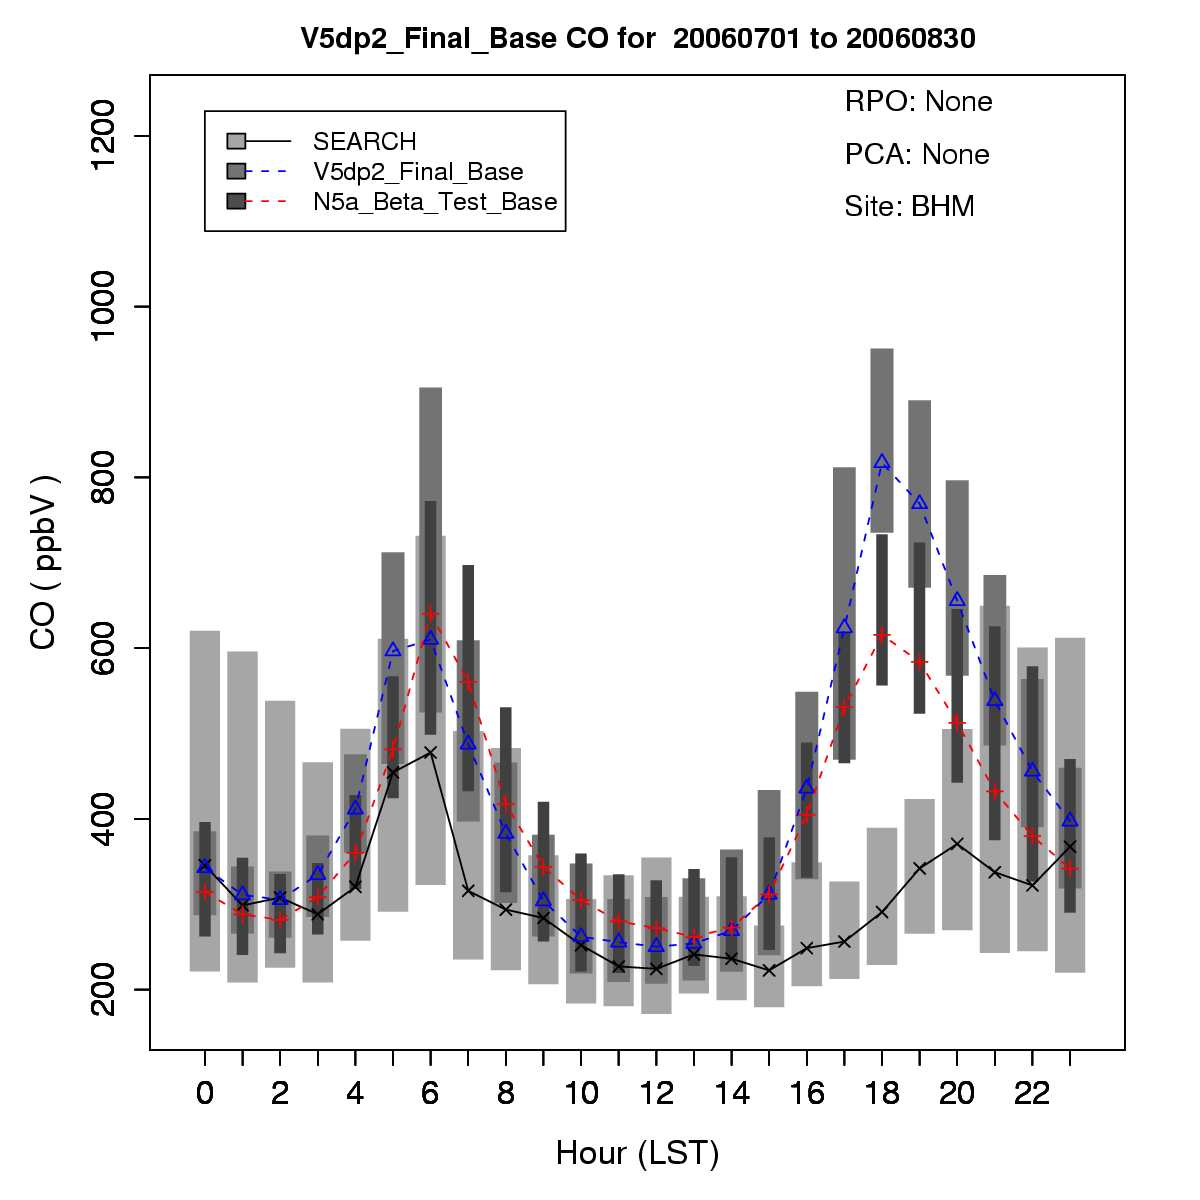 V5dp2_Final_Base CO for  20060701 to 20060830
RPO: None
PCA: None
Site: BHM
SEARCH
V5dp2_Final_Base
N5a_Beta_Test_Base
CO ( ppbV )
1200
1000
800
600
400
200
0 2 4 6 8 10 12 14 16 18 20 22
Hour (LST)